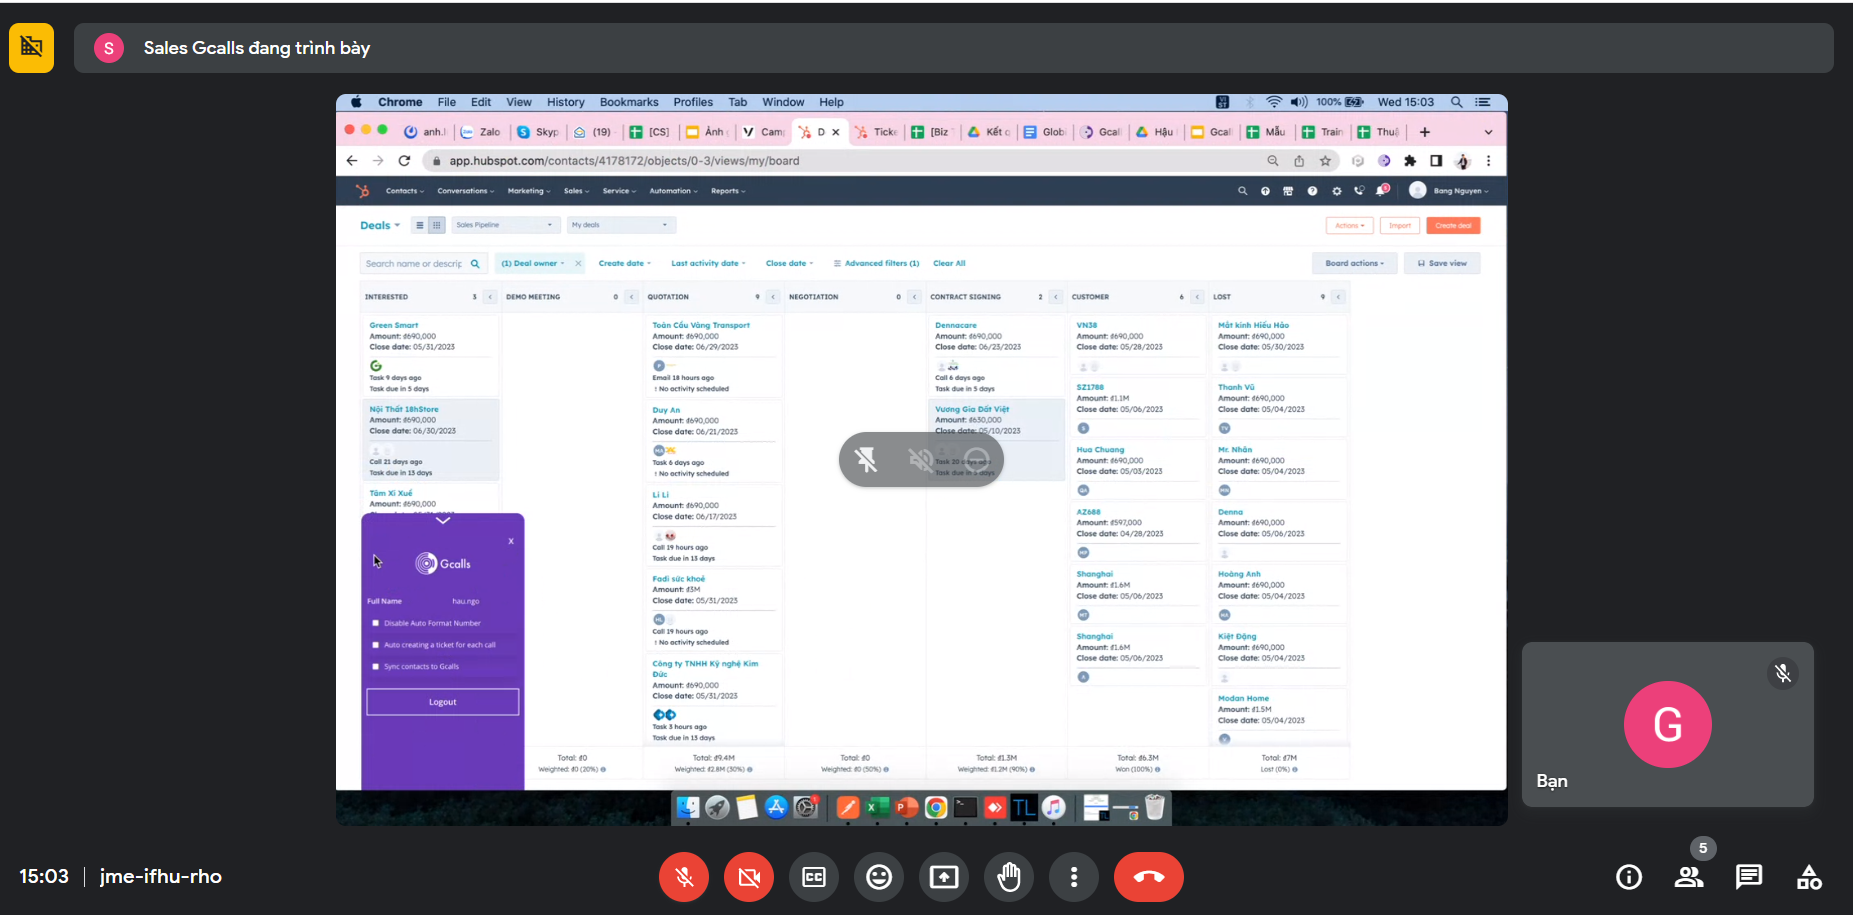 S Sales Gcalls đang trình bày
Chrome File Edit View History Bookmarks Profiles Tab Window Help
100% Wed 15:03
anh.l Zalo Skyp (19) [CS] Ảnh Camp D Ticke [Biz Kết q Globi Gcall Hậu Gcall Mẫu Train Thuậ
app.hubspot.com/contacts/4178172/objects/0-3/views/my/board
Contacts Conversations Marketing Sales Service Automation Reports Bang Nguyen
Deals Sales Pipeline My deals Actions Import Create deal
Search name or descrip (1) Deal owner Create date Last activity date Close date Advanced filters (1) Clear All Board actions Save view
INTERESTED 3 DEMO MEETING 0 QUOTATION 9 NEGOTIATION 0 CONTRACT SIGNING 2 CUSTOMER 6 LOST 9
Green Smart
Amount: đ690,000
Close date: 05/31/2023
Task 9 days ago
Task due in 5 days
Nội Thất 18hStore
Amount: đ690,000
Close date: 06/30/2023
Call 21 days ago
Task due in 13 days
Tám Xì Xuể
Amount: đ690,000
x
Gcalls
Full Name hau.ngo
Disable Auto Format Number
Auto creating a ticket for each call
Sync contacts to Gcalls
Logout
Total: đ0
Weighted: đ0 (20%)
Toàn Cầu Vàng Transport
Amount: đ690,000
Close date: 06/29/2023
Email 18 hours ago
! No activity scheduled
Duy An
Amount: đ690,000
Close date: 06/21/2023
Task 6 days ago
! No activity scheduled
Li Li
Amount: đ690,000
Close date: 06/17/2023
Call 19 hours ago
Task due in 13 days
Fadi sức khoẻ
Amount: đ3M
Close date: 05/31/2023
HL
Call 19 hours ago
! No activity scheduled
Công ty TNHH Kỹ nghệ Kim
Đức
Amount: đ690,000
Close date: 05/31/2023
Task 3 hours ago
Task due in 13 days
Total: đ9.4M
Weighted: đ2.8M (30%)
Total: đ0
Weighted: đ0 (50%)
Dennacare
Amount: đ690,000
Close date: 06/23/2023
Call 6 days ago
Task due in 5 days
Vương Gia Đất Việt
Amount: đ630,000
Close date: 05/10/2023
Task 20 days ago
Task due in 5 days
Total: đ1.3M
Weighted: đ1.2M (90%)
VN38
Amount: đ690,000
Close date: 05/28/2023
SZ1788
Amount: đ1.1M
Close date: 05/06/2023
S
Hua Chuang
Amount: đ690,000
Close date: 05/03/2023
AZ688
Amount: đ597,000
Close date: 04/28/2023
Shanghai
Amount: đ1.6M
Close date: 05/06/2023
MT
Shanghai
Amount: đ1.6M
Close date: 05/06/2023
A
Total: đ6.3M
Won (100%)
Mắt kính Hiếu Hảo
Amount: đ690,000
Close date: 05/30/2023
Thanh Vũ
Amount: đ690,000
Close date: 05/04/2023
TV
Mr. Nhân
Amount: đ690,000
Close date: 05/04/2023
MN
Denna
Amount: đ690,000
Close date: 05/06/2023
Hoàng Anh
Amount: đ690,000
Close date: 05/04/2023
Kiệt Đặng
Amount: đ690,000
Close date: 05/04/2023
Modan Home
Amount: đ1.5M
Close date: 05/04/2023
Total: đ7M
Lost (0%)
TL
G
Bạn
15:03 | jme-ifhu-rho
CC
5